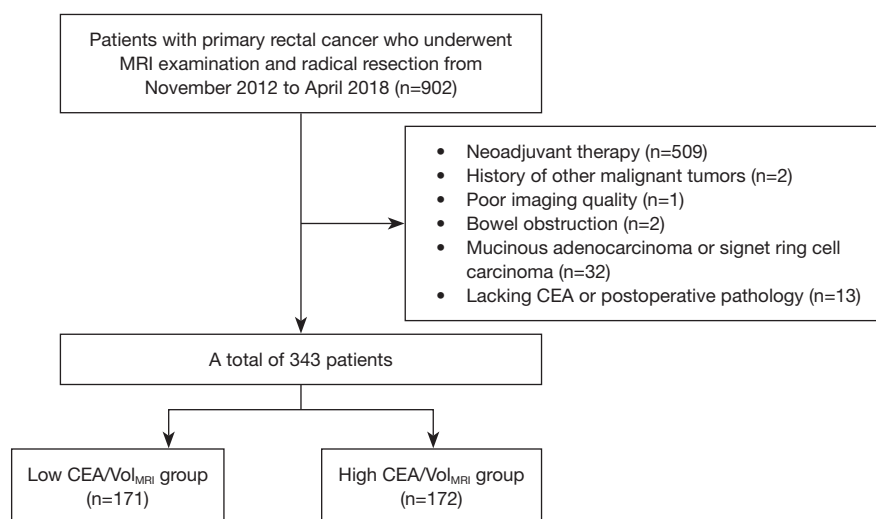 Patients with primary rectal cancer who underwent
MRI examination and radical resection from
November 2012 to April 2018 (n=902)
• Neoadjuvant therapy (n=509)
• History of other malignant tumors (n=2)
• Poor imaging quality (n=1)
• Bowel obstruction (n=2)
• Mucinous adenocarcinoma or signet ring cell
carcinoma (n=32)
• Lacking CEA or postoperative pathology (n=13)
A total of 343 patients
Low CEA/VolMRI group
(n=171)
High CEA/VolMRI group
(n=172)